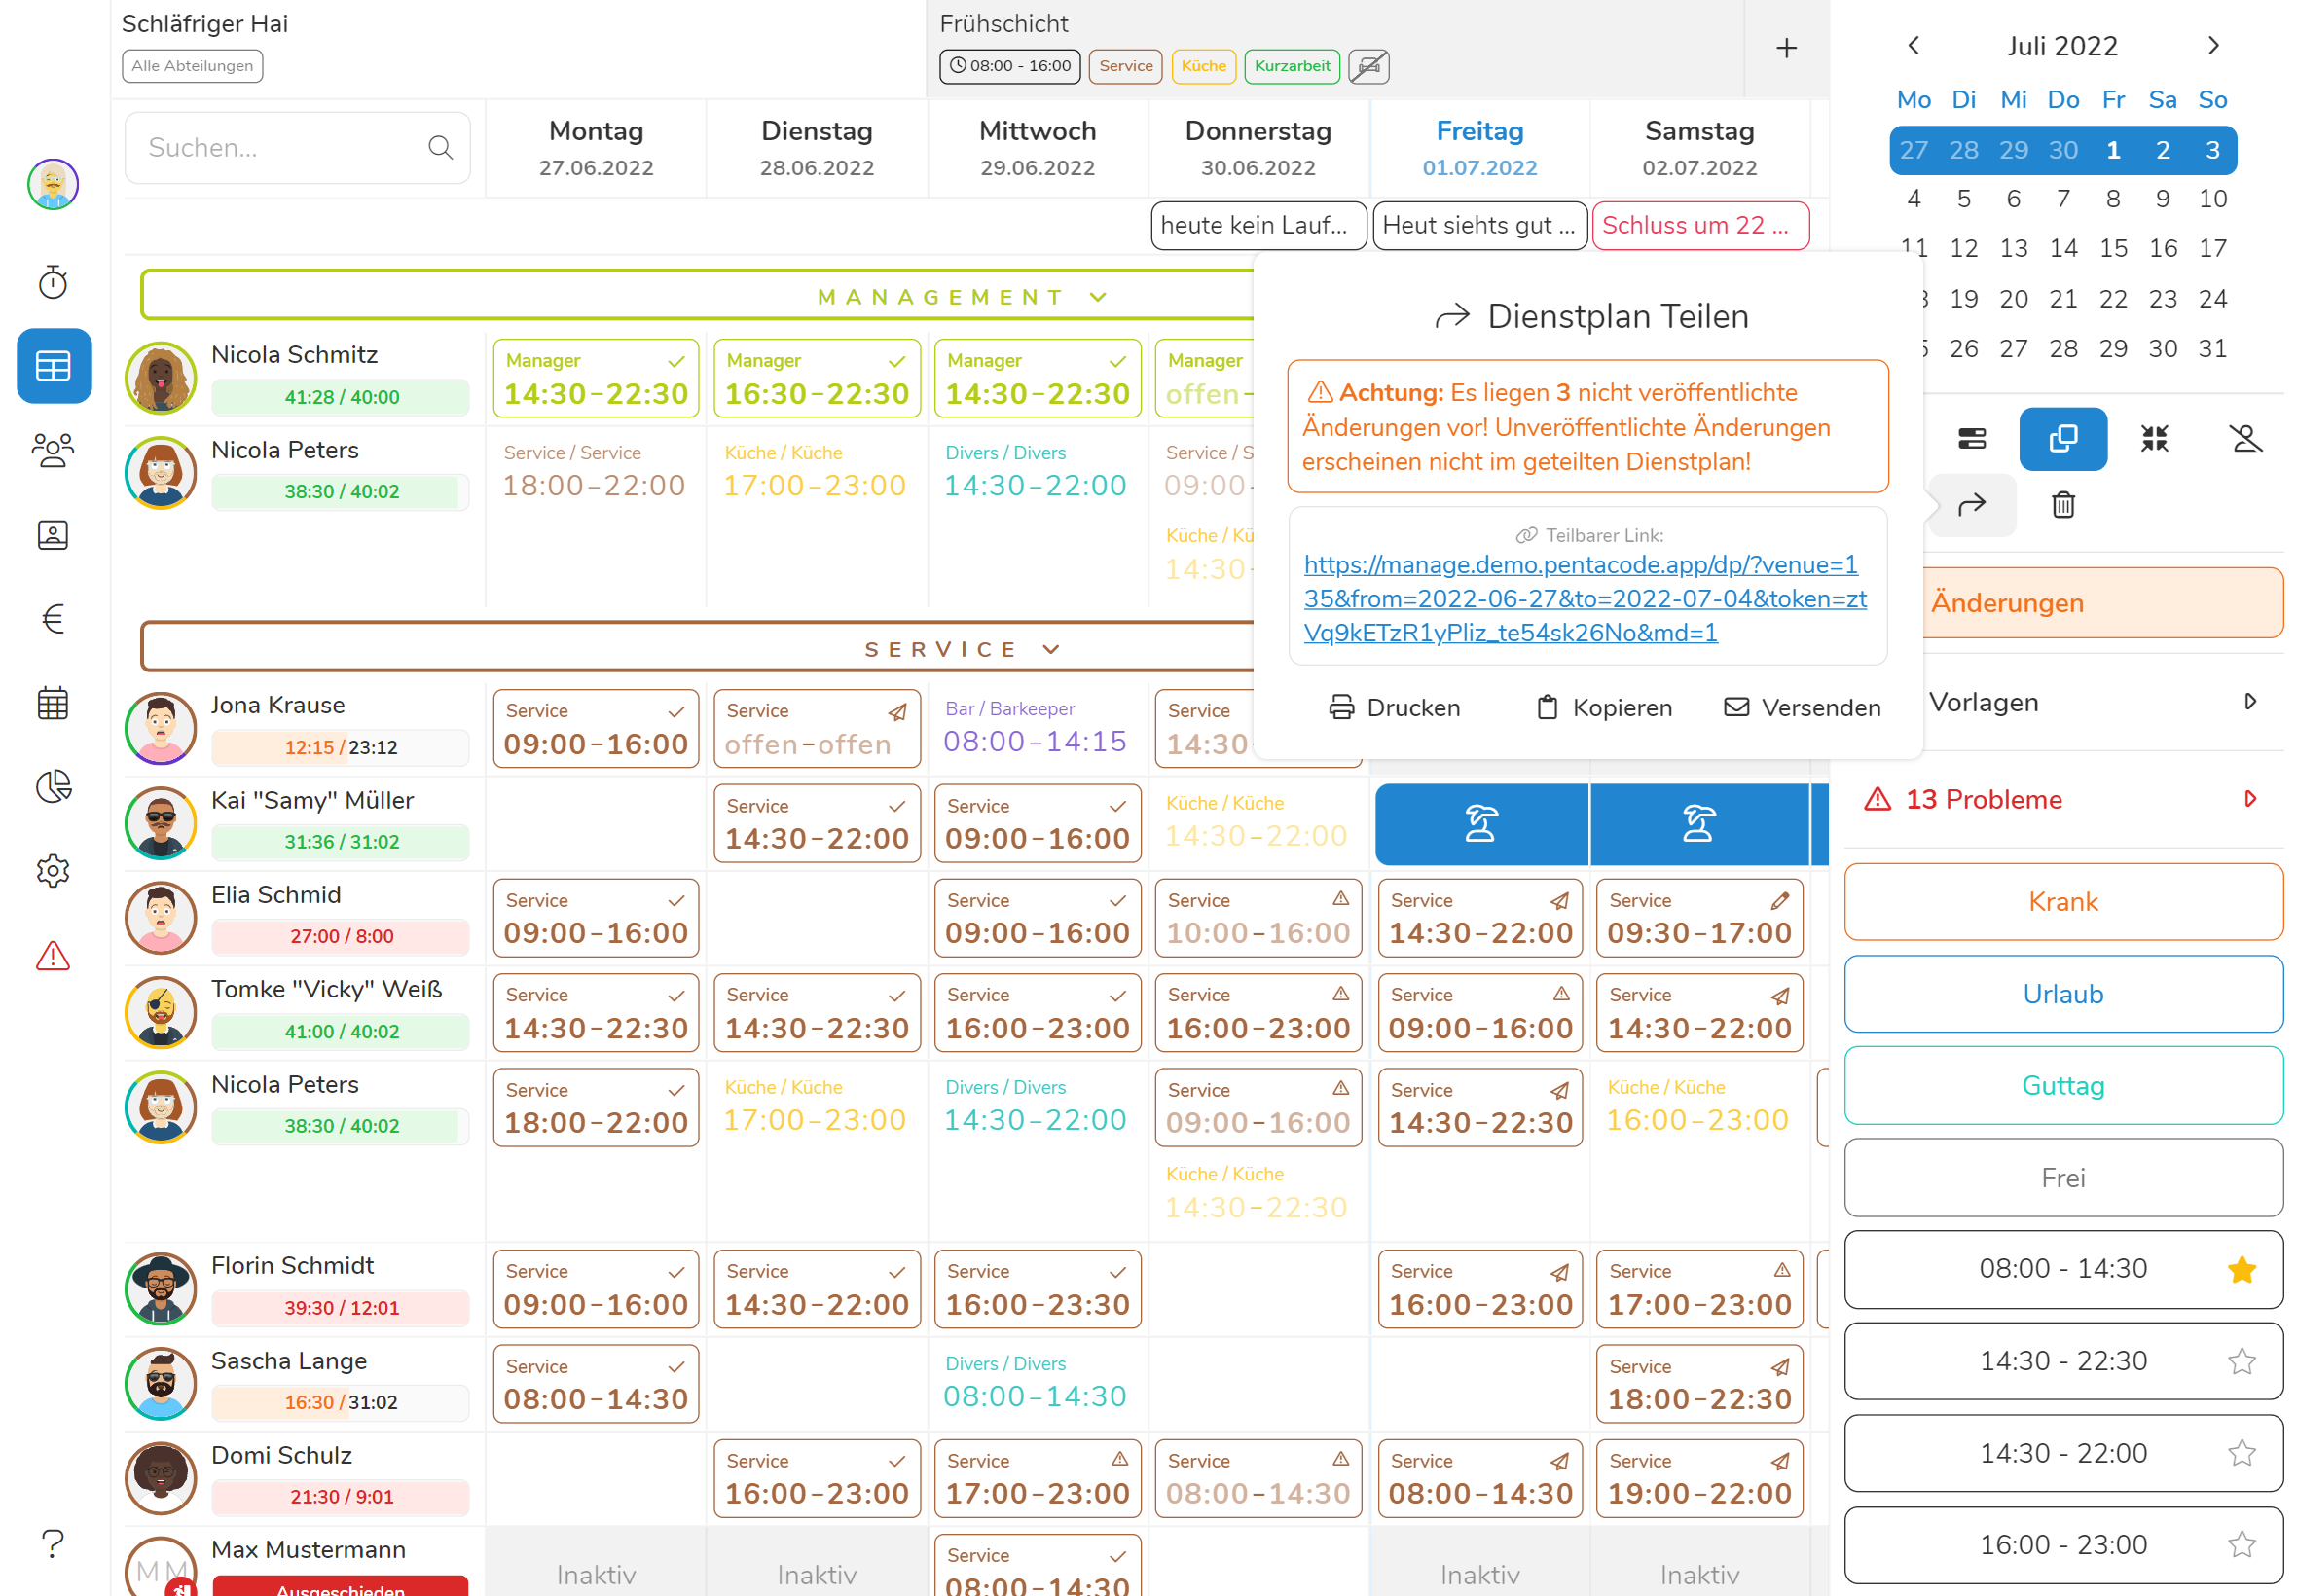 Schläfriger Hai
Alle Abteilungen
Frühschicht
08:00 - 16:00 Service Küche Kurzarbeit
Suchen...
Montag Dienstag Mittwoch Donnerstag Freitag Samstag
27.06.2022 28.06.2022 29.06.2022 30.06.2022 01.07.2022 02.07.2022
heute kein Lauf... Heut siehts gut ... Schluss um 22 ...
MANAGEMENT
Nicola Schmitz
41:28 / 40:00
Manager Manager Manager Manager
14:30-22:30 16:30-22:30 14:30-22:30 offen-
Nicola Peters
38:30 / 40:02
Service / Service Küche / Küche Divers / Divers Service / S
18:00-22:00 17:00-23:00 14:30-22:00 09:00-
Küche / Kü
14:30-
SERVICE
Jona Krause
12:15 / 23:12
Service Service Bar / Barkeeper Service
09:00-16:00 offen-offen 08:00-14:15 14:30
Kai "Samy" Müller
31:36 / 31:02
Service Service Küche / Küche
14:30-22:00 09:00-16:00 14:30-22:00
Elia Schmid
27:00 / 8:00
Service Service Service Service Service
09:00-16:00 09:00-16:00 10:00-16:00 14:30-22:00 09:30-17:00
Tomke "Vicky" Weiß
41:00 / 40:02
Service Service Service Service Service Service
14:30-22:30 14:30-22:30 16:00-23:00 16:00-23:00 09:00-16:00 14:30-22:00
Nicola Peters
38:30 / 40:02
Service Küche / Küche Divers / Divers Service Service Küche / Küche
18:00-22:00 17:00-23:00 14:30-22:00 09:00-16:00 14:30-22:30 16:00-23:00
Küche / Küche
14:30-22:30
Florin Schmidt
39:30 / 12:01
Service Service Service Service Service
09:00-16:00 14:30-22:00 16:00-23:30 16:00-23:00 17:00-23:00
Sascha Lange
16:30 / 31:02
Service Divers / Divers Service
08:00-14:30 08:00-14:30 18:00-22:30
Domi Schulz
21:30 / 9:01
Service Service Service Service Service
16:00-23:00 17:00-23:00 08:00-14:30 08:00-14:30 19:00-22:00
MM
Max Mustermann
Ausgeschieden
Inaktiv Inaktiv Service Inaktiv Inaktiv
08:00-14:30
Dienstplan Teilen
Achtung: Es liegen 3 nicht veröffentlichte
Änderungen vor! Unveröffentlichte Änderungen
erscheinen nicht im geteilten Dienstplan!
Teilbarer Link:
https://manage.demo.pentacode.app/dp/?venue=1
35&from=2022-06-27&to=2022-07-04&token=zt
Vq9kETzR1yPliz_te54sk26No&md=1
Drucken Kopieren Versenden
Juli 2022
Mo Di Mi Do Fr Sa So
27 28 29 30 1 2 3
4 5 6 7 8 9 10
11 12 13 14 15 16 17
19 20 21 22 23 24
26 27 28 29 30 31
Änderungen
Vorlagen
13 Probleme
Krank
Urlaub
Guttag
Frei
08:00 - 14:30
14:30 - 22:30
14:30 - 22:00
16:00 - 23:00
?